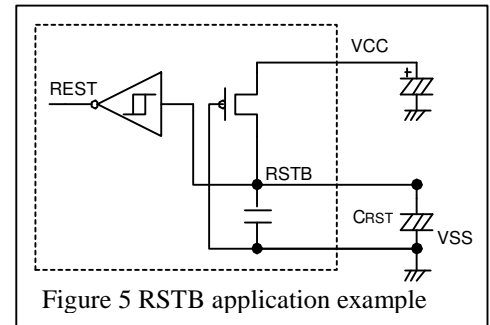 VCC
+
REST
RSTB
CRST
VSS
Figure 5 RSTB application example